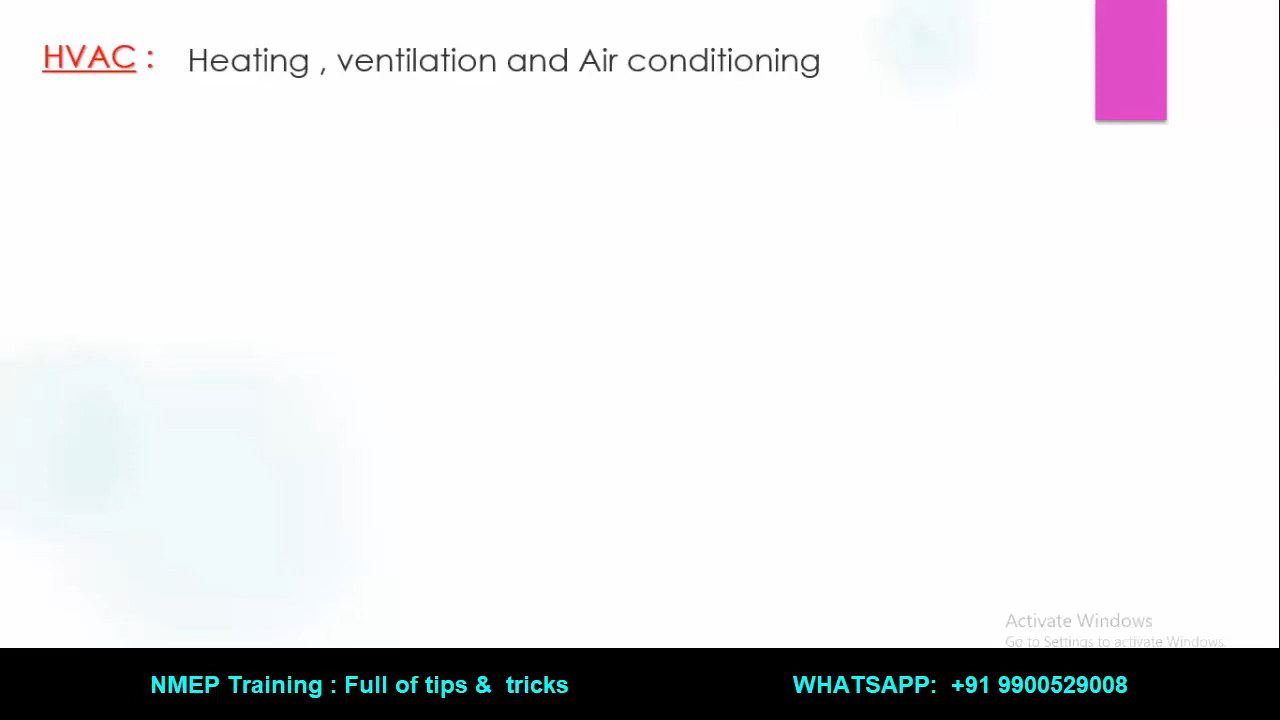 HVAC : Heating , ventilation and Air conditioning
Activate Windows
Go to Settings to activate Windows.
NMEP Training : Full of tips &  tricks
WHATSAPP:  +91 9900529008